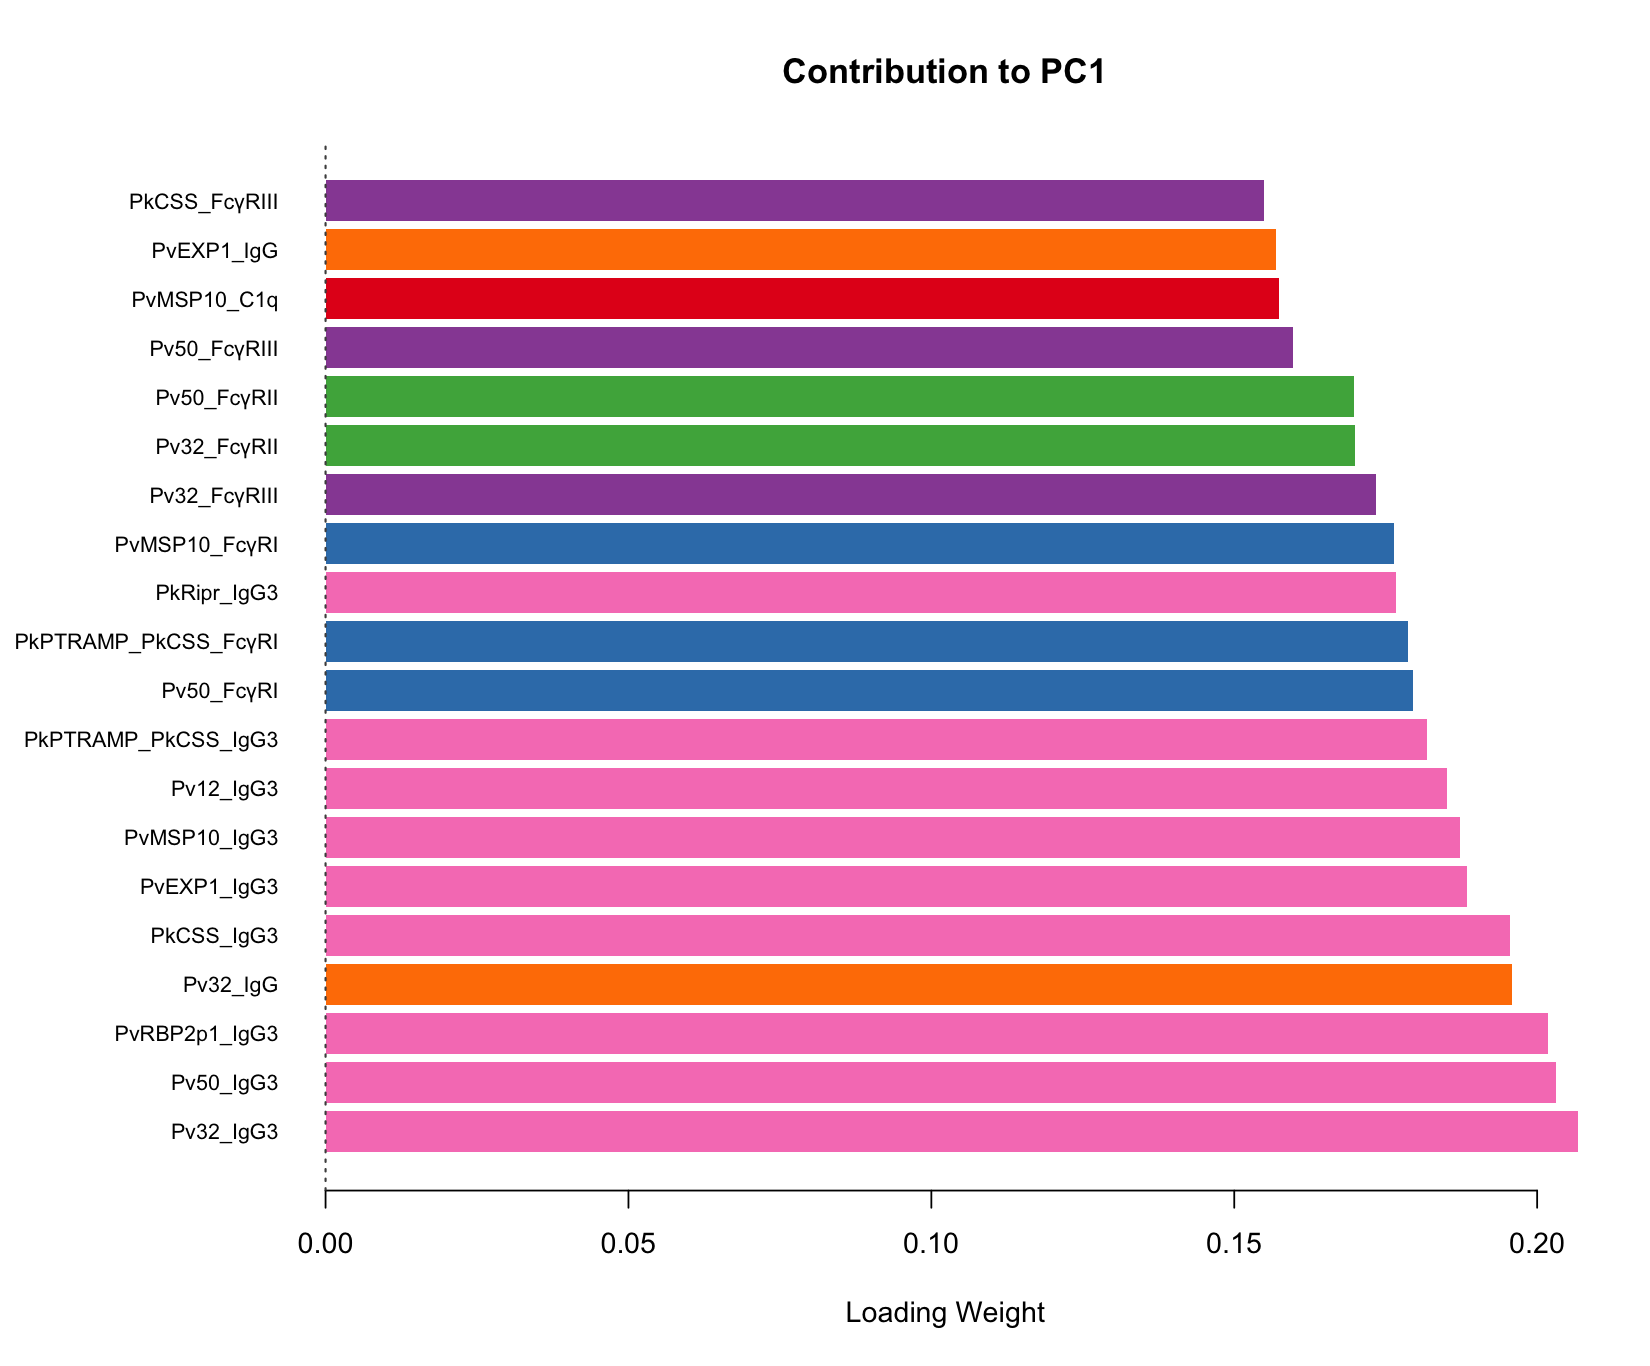 Contribution to PC1
PkCSS_FcγRIII
PvEXP1_IgG
PvMSP10_C1q
Pv50_FcγRIII
Pv50_FcγRII
Pv32_FcγRII
Pv32_FcγRIII
PvMSP10_FcγRI
PkRipr_IgG3
PkPTRAMP_PkCSS_FcγRI
Pv50_FcγRI
PkPTRAMP_PkCSS_IgG3
Pv12_IgG3
PvMSP10_IgG3
PvEXP1_IgG3
PkCSS_IgG3
Pv32_IgG
PvRBP2p1_IgG3
Pv50_IgG3
Pv32_IgG3
0.00 0.05 0.10 0.15 0.20
Loading Weight